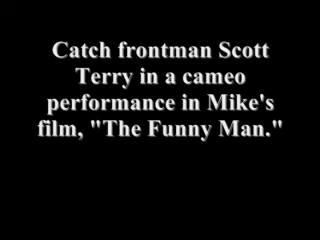 Catch frontman Scott
Terry in a cameo
performance in Mike's
film, "The Funny Man."